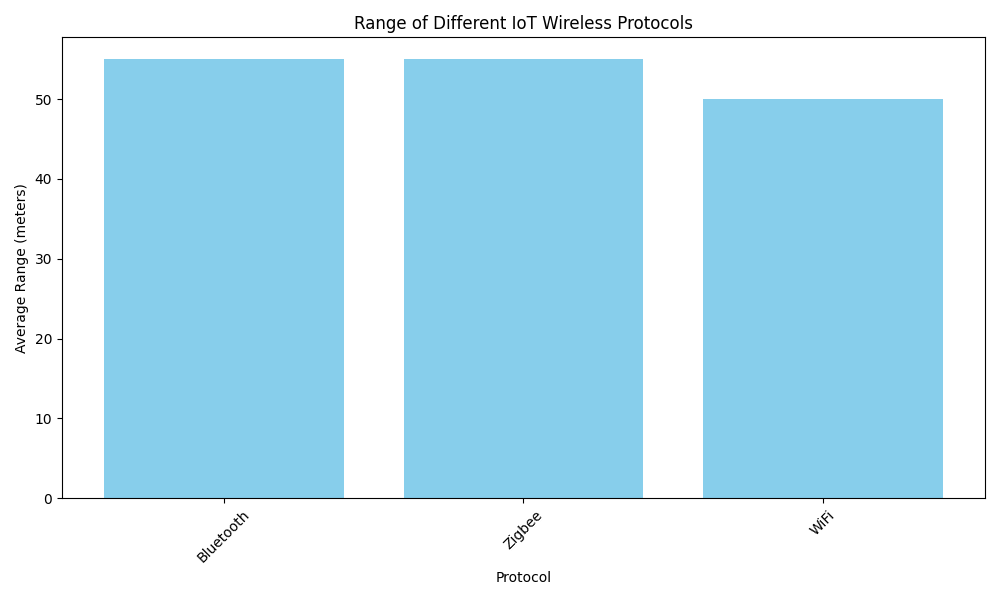 Range of Different IoT Wireless Protocols
Average Range (meters)
50
40
30
20
10
0
Bluetooth
Zigbee
WiFi
Protocol